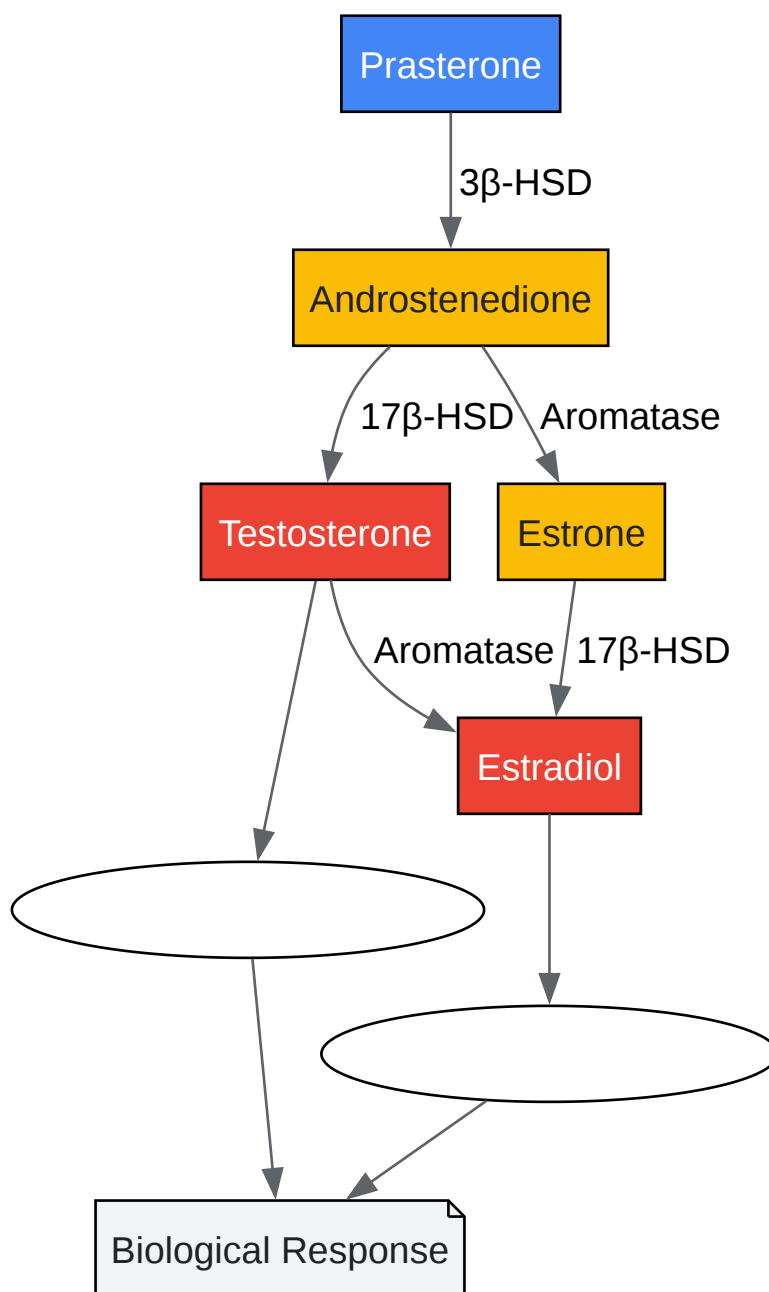 Prasterone
3β-HSD
Androstenedione
17β-HSD
Aromatase
Testosterone
Estrone
Aromatase
17β-HSD
Estradiol
Biological Response